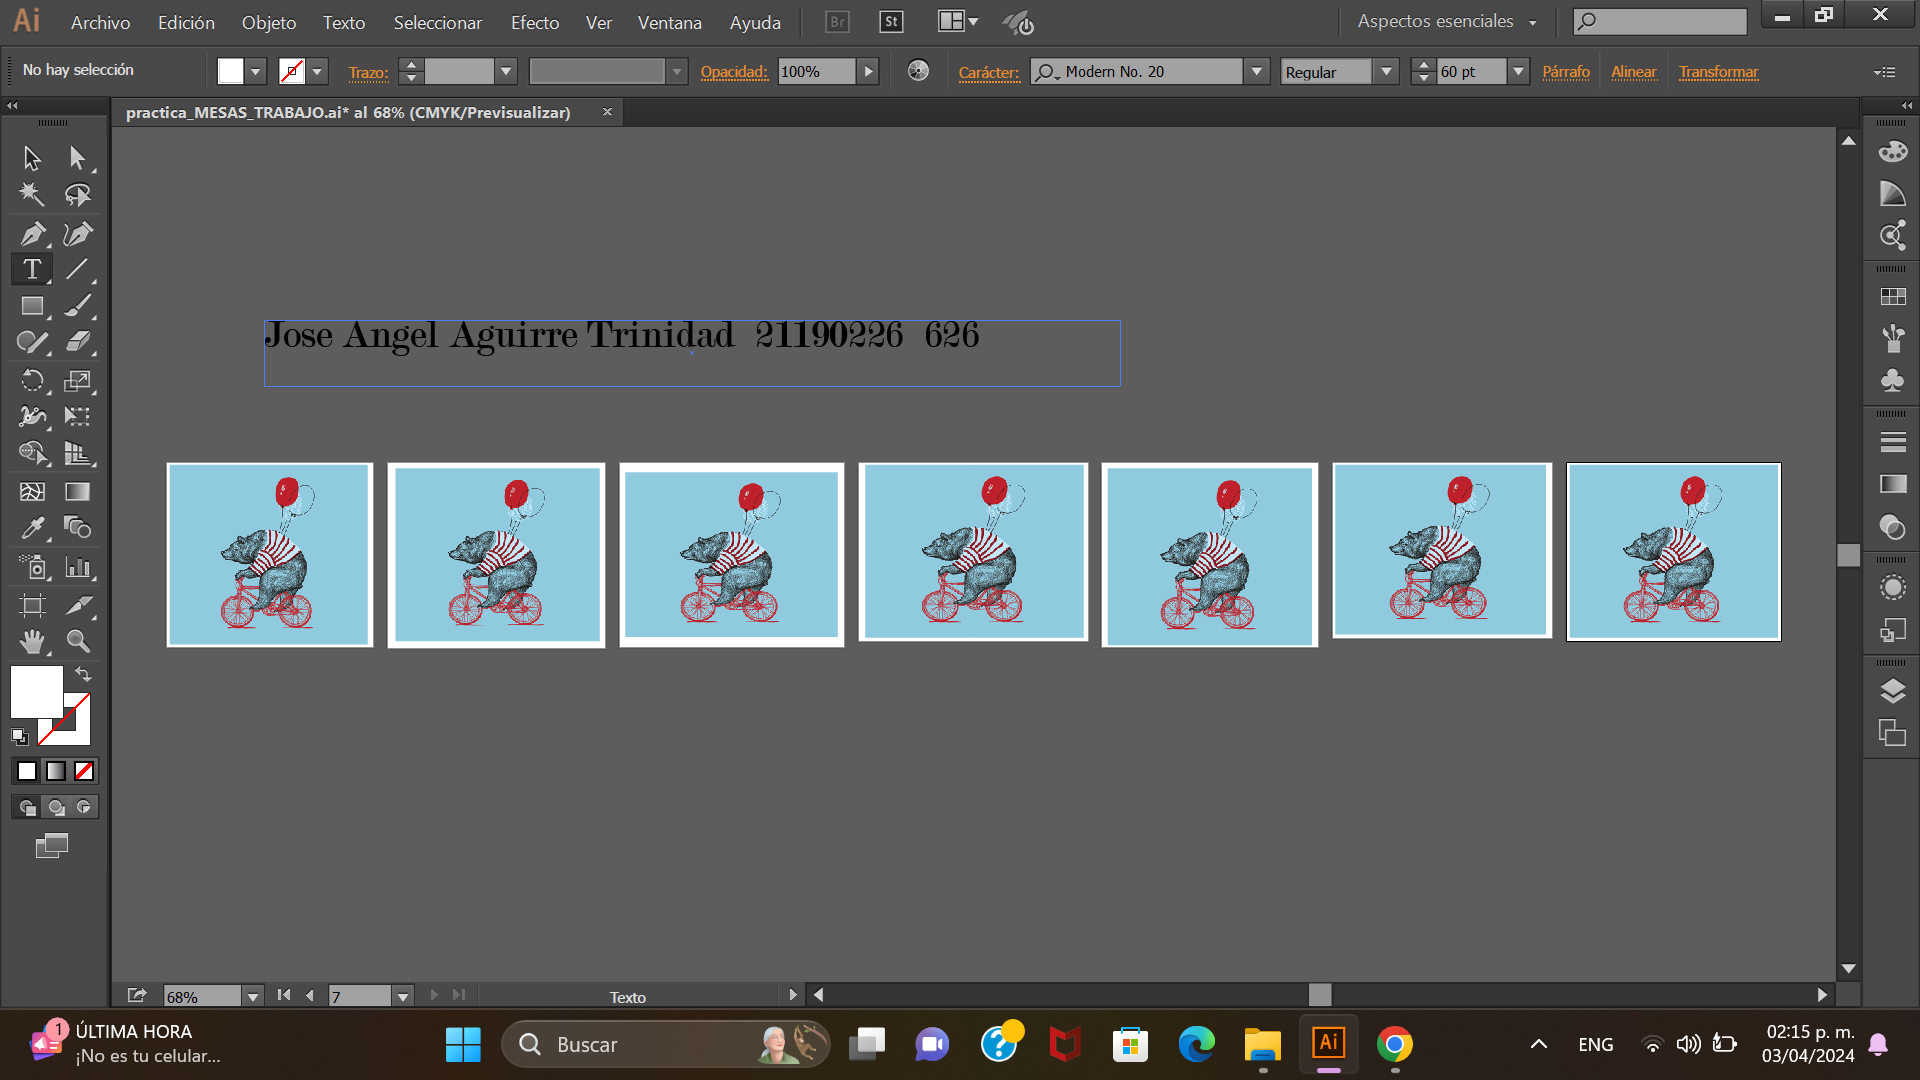 Ai Archivo Edición Objeto Texto Seleccionar Efecto Ver Ventana Ayuda Br St Aspectos esenciales
No hay selección Trazo: Opacidad: 100% Carácter: Modern No. 20 Regular 60 pt Párrafo Alinear Transformar
practica_MESAS_TRABAJO.ai* al 68% (CMYK/Previsualizar)
Jose Angel Aguirre Trinidad 21190226 626
68% 7 Texto
1 ÚLTIMA HORA
¡No es tu celular...
Buscar
Ai
ENG
02:15 p. m.
03/04/2024